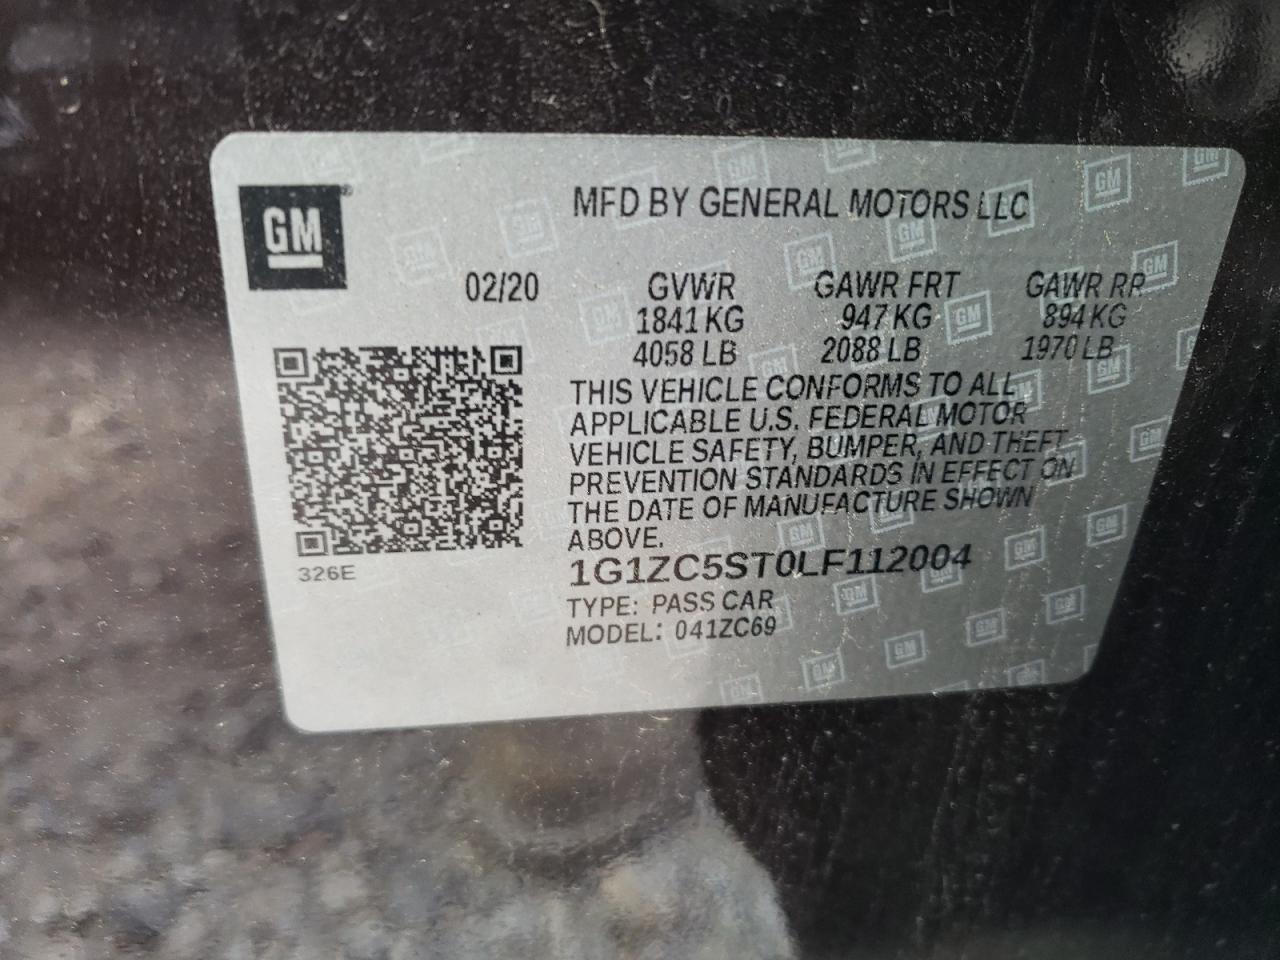 GM®
MFD BY GENERAL MOTORS LLC
02/20 GVWR GAWR FRT GAWR RR
1841 KG 947 KG 894 KG
4058 LB 2088 LB 1970 LB
THIS VEHICLE CONFORMS TO ALL
APPLICABLE U.S. FEDERAL MOTOR
VEHICLE SAFETY, BUMPER, AND THEFT
PREVENTION STANDARDS IN EFFECT ON
THE DATE OF MANUFACTURE SHOWN
ABOVE.
326E
1G1ZC5ST0LF112004
TYPE: PASS CAR
MODEL: 041ZC69